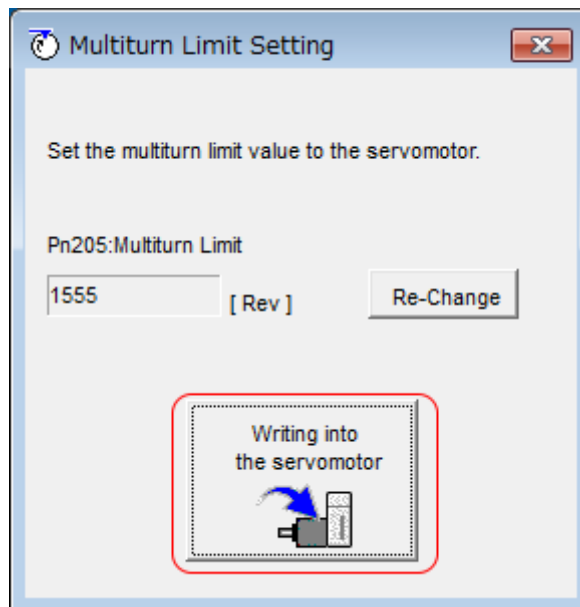 Multiturn Limit Setting
Set the multiturn limit value to the servomotor.
Pn205:Multiturn Limit
1555 [ Rev ] Re-Change
Writing into
the servomotor